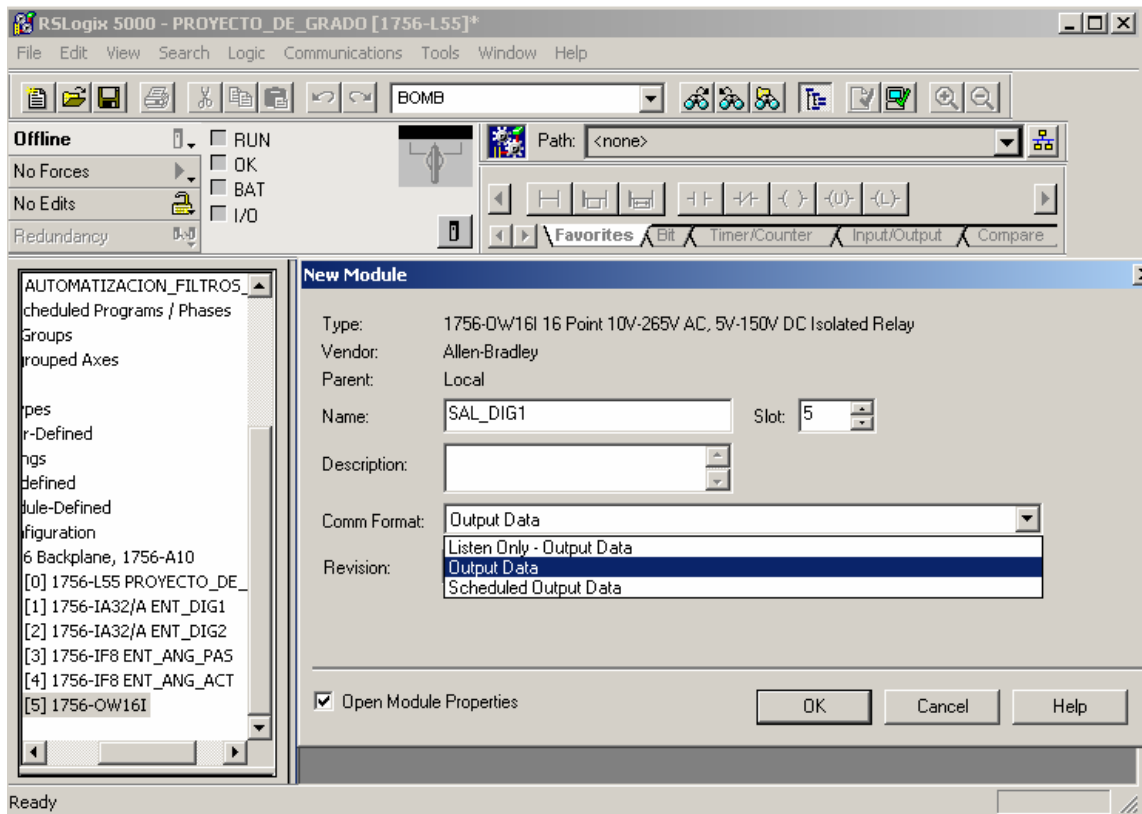 RSLogix 5000 - PROYECTO_DE_GRADO [1756-L55]*
File Edit View Search Logic Communications Tools Window Help
BOMB
Offline
RUN
Path: <none>
No Forces
OK
BAT
No Edits
I/O
Redundancy
Favorites Bit Timer/Counter Input/Output Compare
AUTOMATIZACION_FILTROS_
cheduled Programs / Phases
Groups
rouped Axes
pes
r-Defined
ngs
defined
dule-Defined
figuration
6 Backplane, 1756-A10
[0] 1756-L55 PROYECTO_DE_
[1] 1756-IA32/A ENT_DIG1
[2] 1756-IA32/A ENT_DIG2
[3] 1756-IF8 ENT_ANG_PAS
[4] 1756-IF8 ENT_ANG_ACT
[5] 1756-OW16I
New Module
Type: 1756-OW16I 16 Point 10V-265V AC, 5V-150V DC Isolated Relay
Vendor: Allen-Bradley
Parent: Local
Name: SAL_DIG1 Slot: 5
Description:
Comm Format: Output Data
Listen Only - Output Data
Revision: Output Data
Scheduled Output Data
Open Module Properties OK Cancel Help
Ready